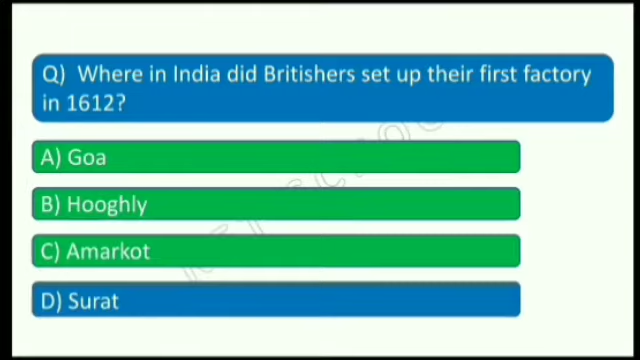 Q) Where in India did Britishers set up their first factory
in 1612?
A) Goa
B) Hooghly
C) Amarkot
D) Surat